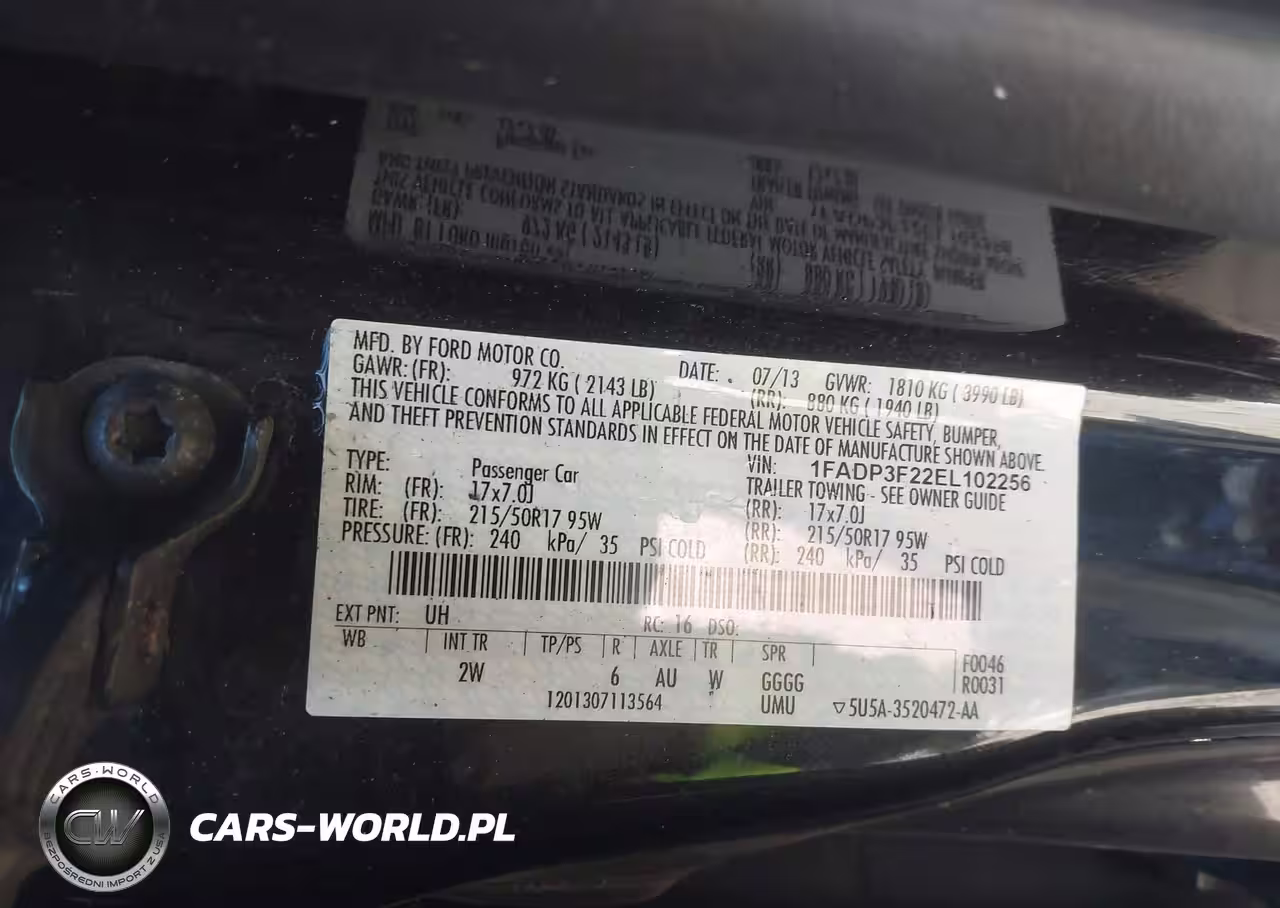 MFD. BY FORD MOTOR CO. DATE: 07/13 GVWR: 1810 KG ( 3990 LB)
GAWR: (FR): 972 KG ( 2143 LB) (RR): 880 KG ( 1940 LB)
THIS VEHICLE CONFORMS TO ALL APPLICABLE FEDERAL MOTOR VEHICLE SAFETY, BUMPER,
AND THEFT PREVENTION STANDARDS IN EFFECT ON THE DATE OF MANUFACTURE SHOWN ABOVE.
VIN: 1FADP3F22EL102256
TYPE: Passenger Car TRAILER TOWING - SEE OWNER GUIDE
RIM: (FR): 17x7.0J (RR): 17x7.0J
TIRE: (FR): 215/50R17 95W (RR): 215/50R17 95W
PRESSURE: (FR): 240 kPa/ 35 PSI COLD (RR): 240 kPa/ 35 PSI COLD
EXT PNT: UH RC: 16 DSO:
WB INT TR TP/PS R AXLE TR SPR F0046
2W 6 AU W GGGG R0031
1201307113564 UMU ▽5U5A-3520472-AA
CARS-WORLD
CW
BEZPOŚREDNI IMPORT Z USA
CARS-WORLD.PL